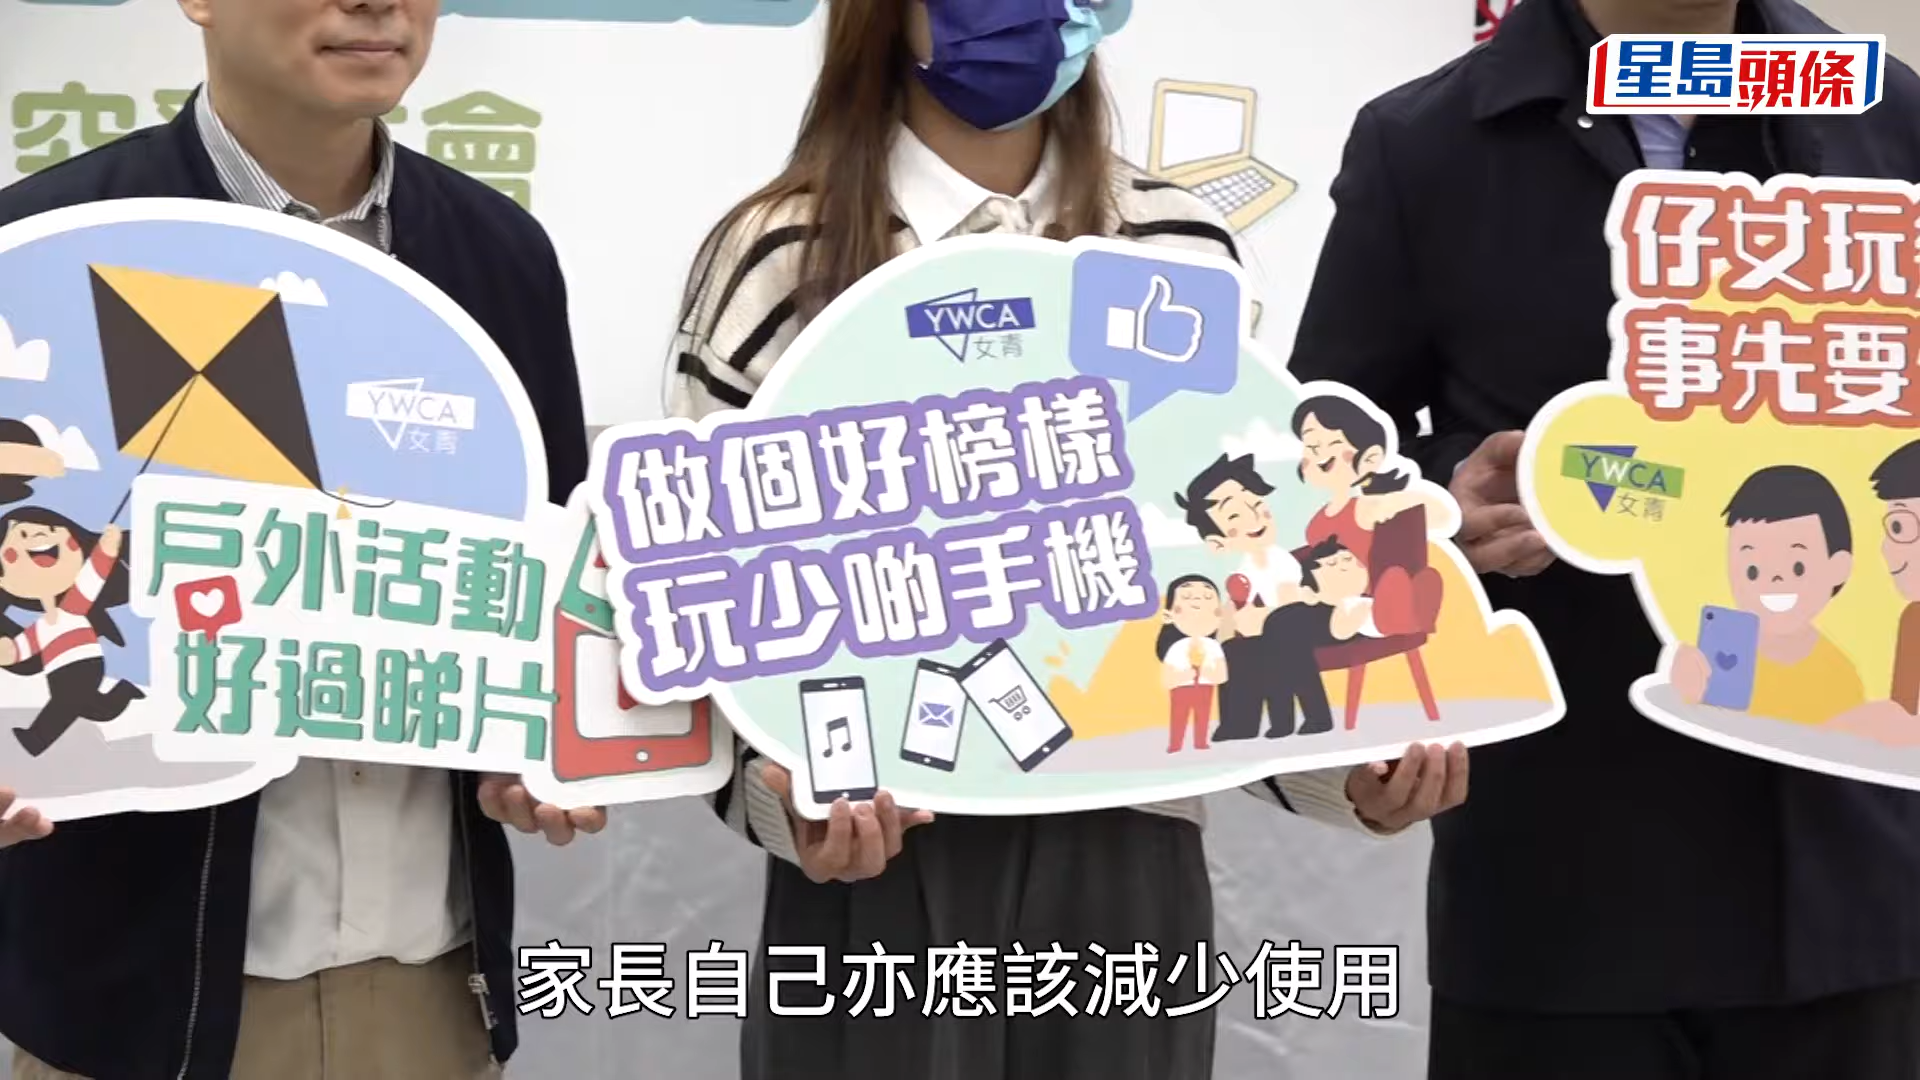 星島頭條
會
YWCA
女青
戶外活動
好過睇片
YWCA
女青
做個好榜樣
玩少啲手機
仔女玩
事先要
YWCA
女青
家長自己亦應該減少使用